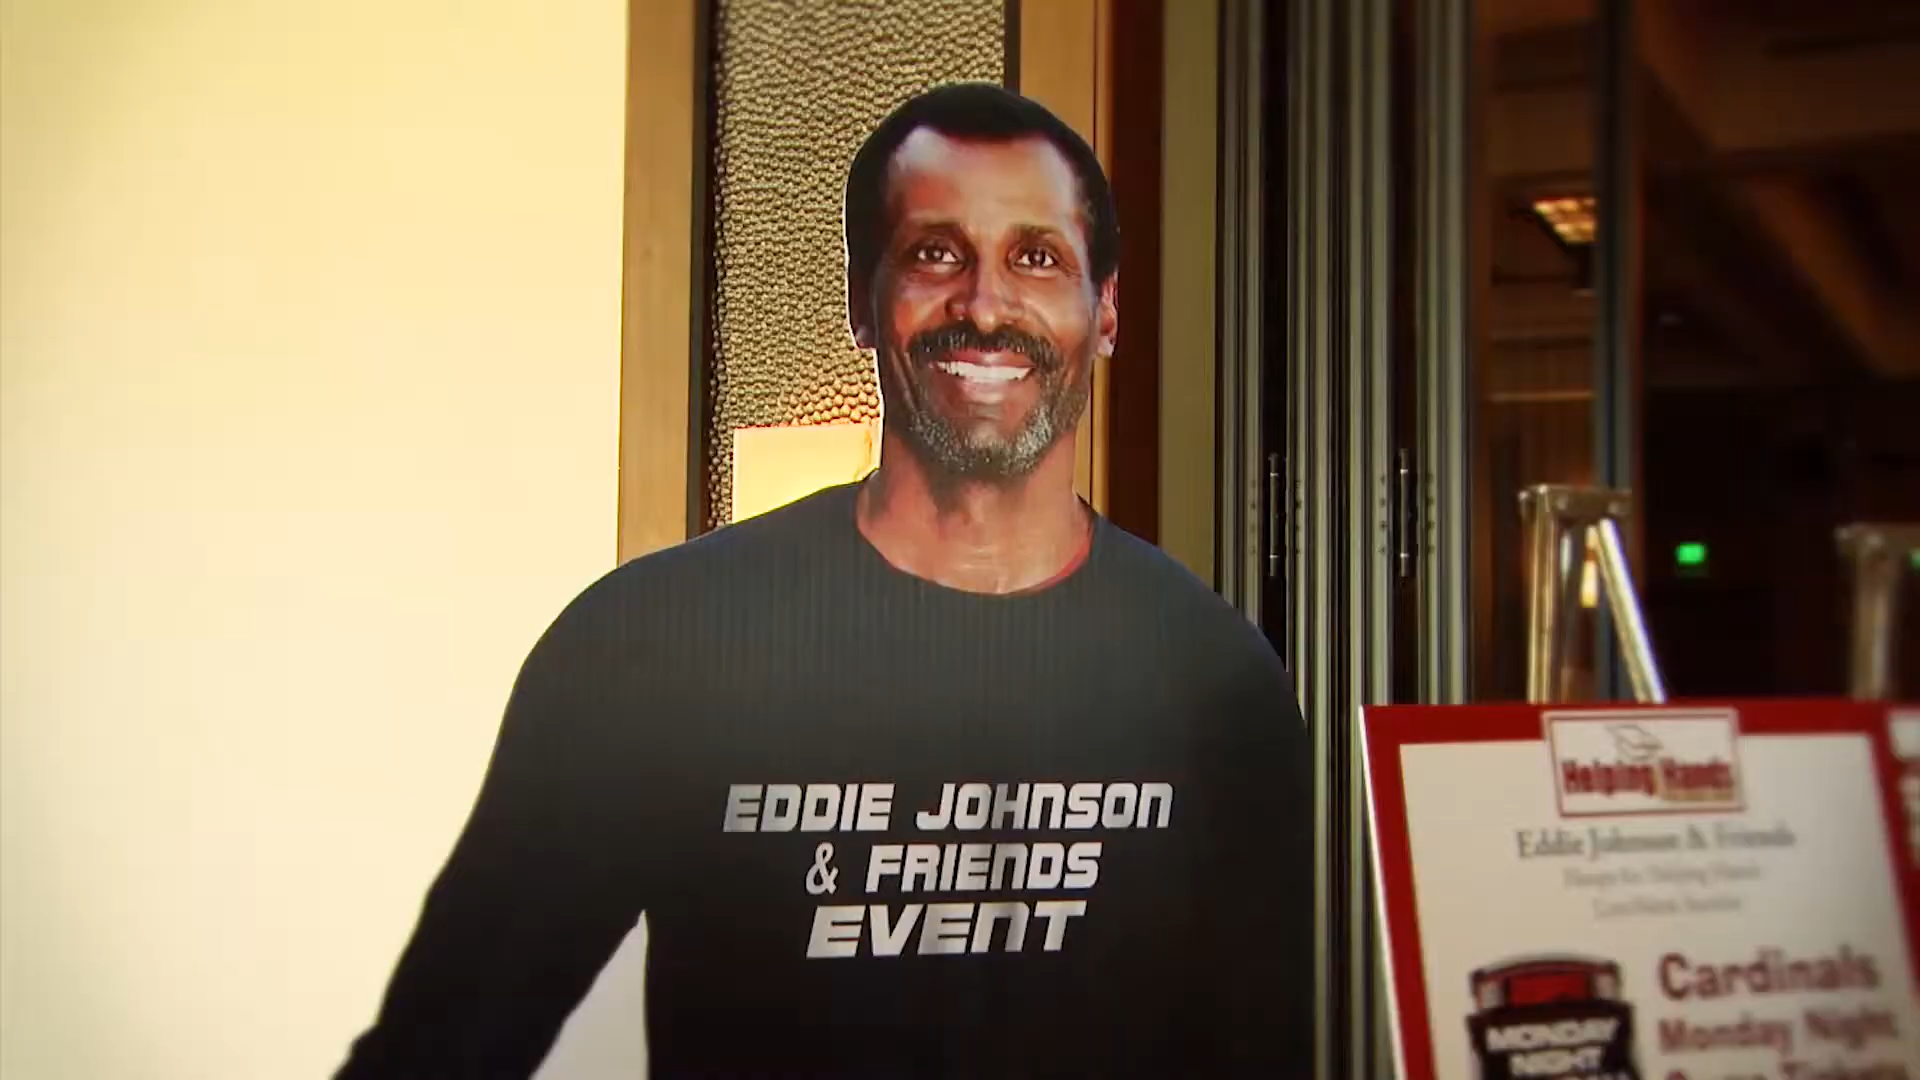 EDDIE JOHNSON
& FRIENDS
EVENT
Helping Hands
Eddie Johnson & Friends
Cardinals
Monday Night
MONDAY
NIGHT